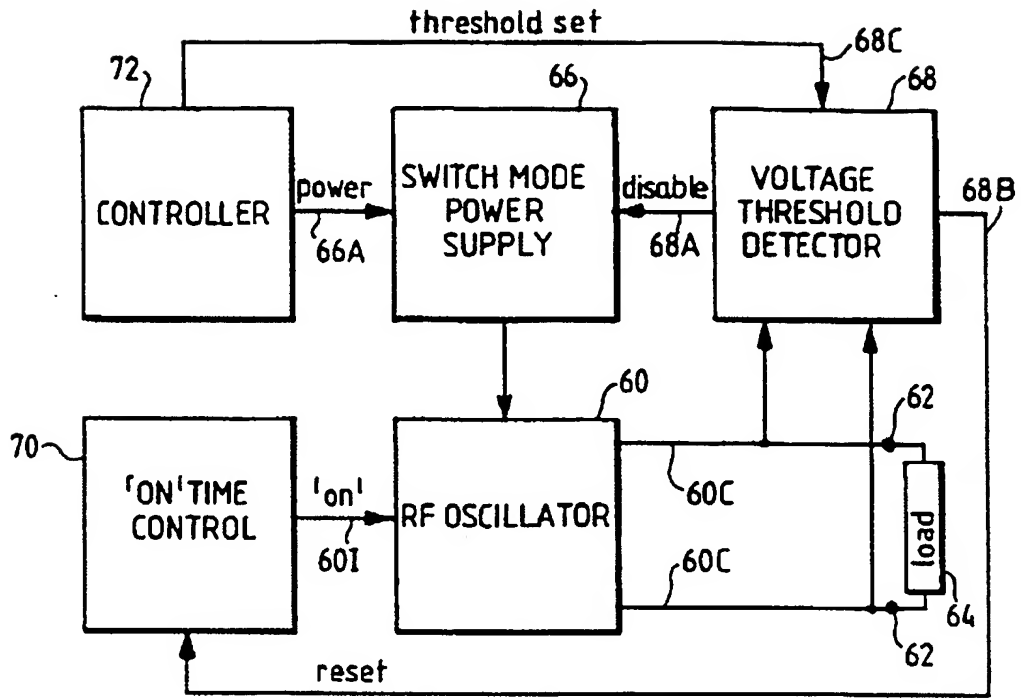 threshold set
68C
72
66
68
CONTROLLER
power
66A
SWITCH MODE
POWER
SUPPLY
disable
68A
VOLTAGE
THRESHOLD
DETECTOR
68B
70
'ON' TIME
CONTROL
'on'
60I
60
RF OSCILLATOR
60C
60C
62
load
64
62
reset